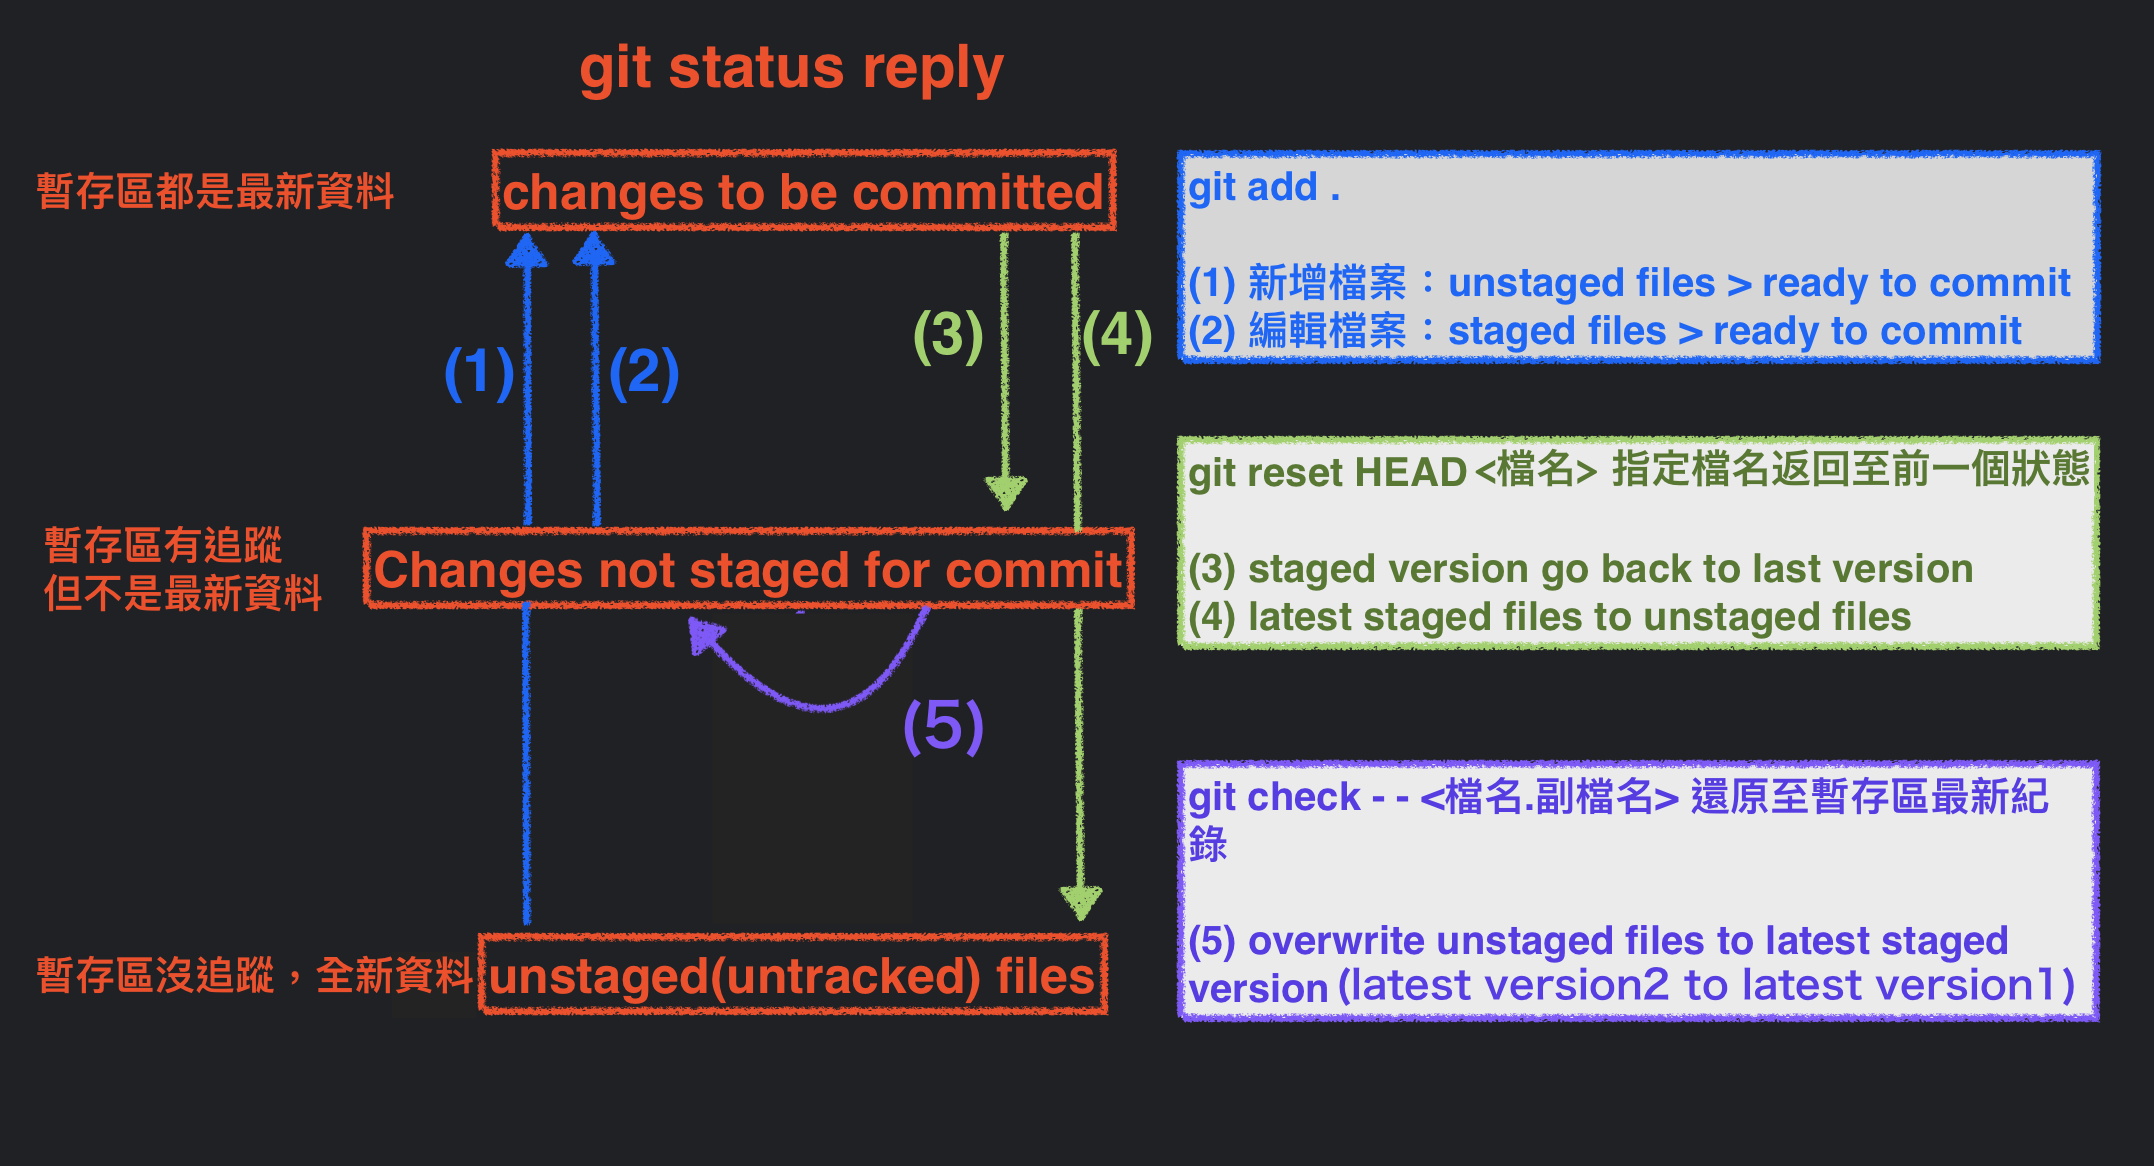 git status reply
暫存區都是最新資料
changes to be committed
(1)
(2)
(3)
(4)
暫存區有追蹤
但不是最新資料
Changes not staged for commit
(5)
暫存區沒追蹤，全新資料
unstaged(untracked) files
git add .
(1) 新增檔案：unstaged files > ready to commit
(2) 編輯檔案：staged files > ready to commit
git reset HEAD <檔名> 指定檔名返回至前一個狀態
(3) staged version go back to last version
(4) latest staged files to unstaged files
git check - - <檔名.副檔名> 還原至暫存區最新紀
錄
(5) overwrite unstaged files to latest staged
version (latest version2 to latest version1)